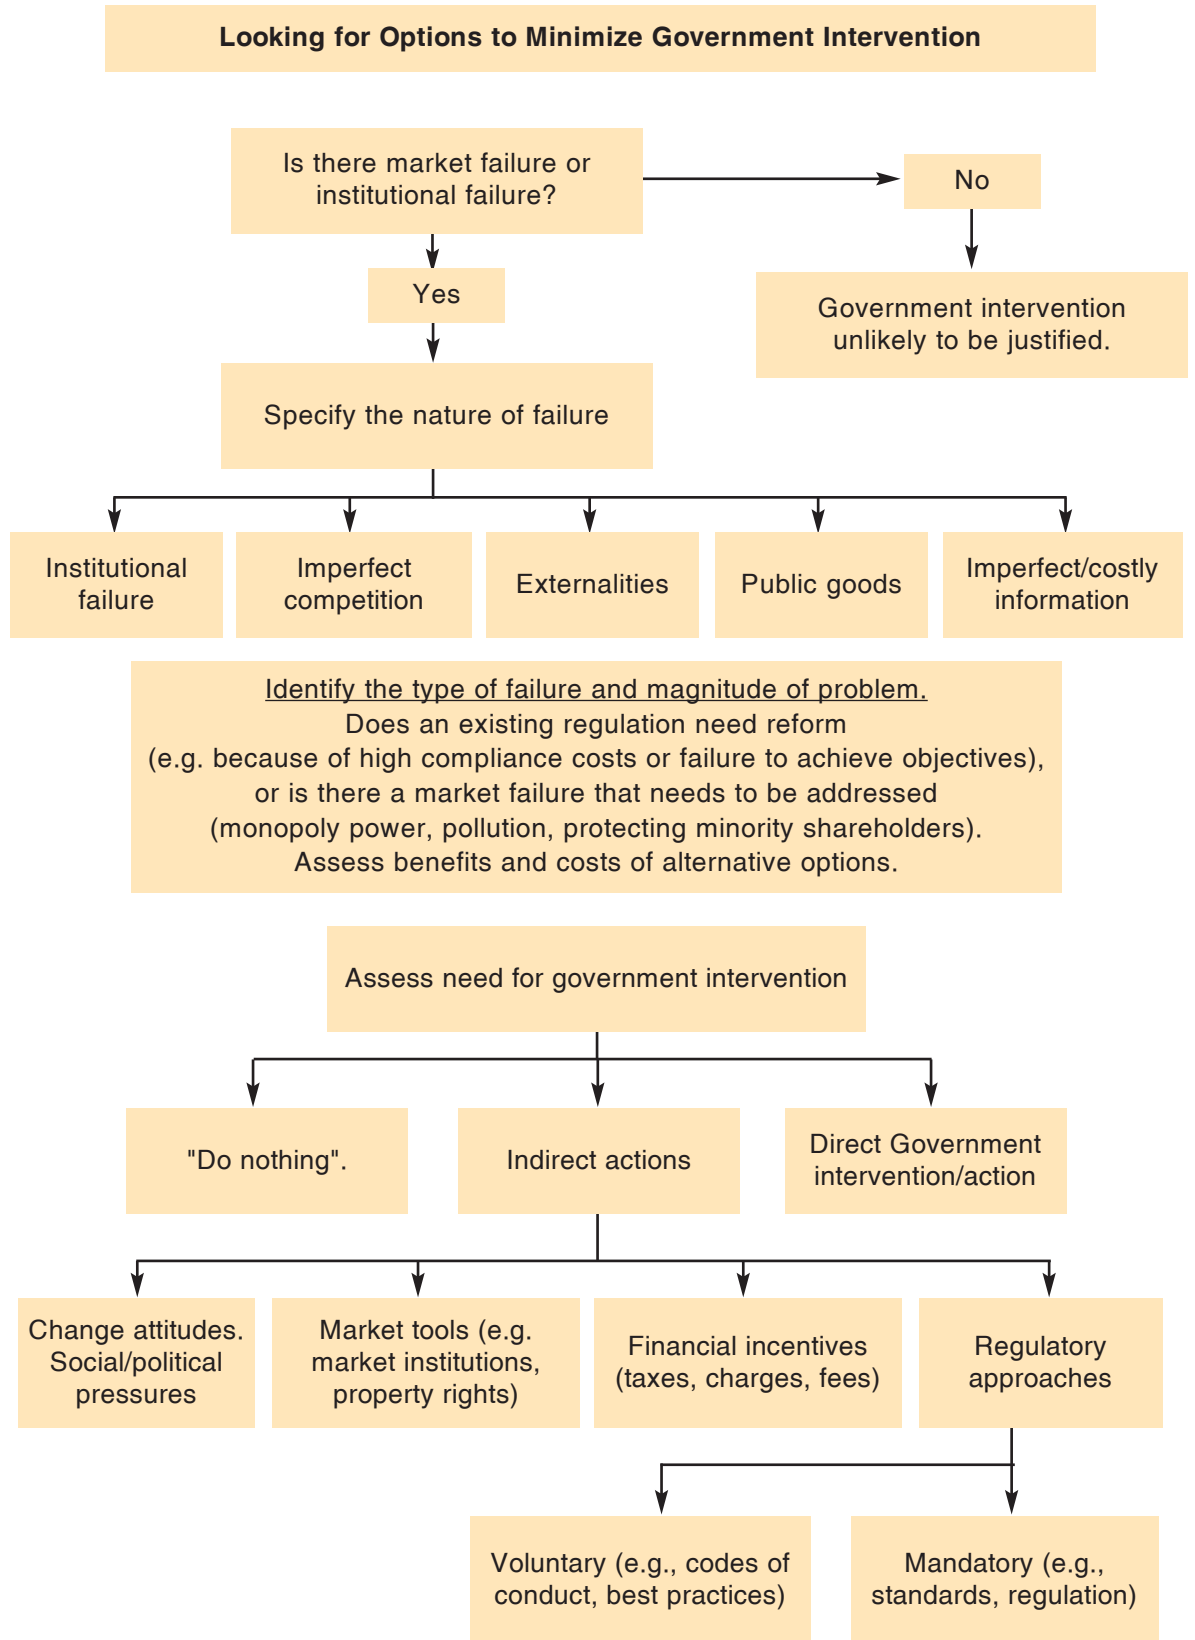 Looking for Options to Minimize Government Intervention
Is there market failure or
institutional failure?
No
Yes
Government intervention
unlikely to be justified.
Specify the nature of failure
Institutional
failure
Imperfect
competition
Externalities
Public goods
Imperfect/costly
information
Identify the type of failure and magnitude of problem.
Does an existing regulation need reform
(e.g. because of high compliance costs or failure to achieve objectives),
or is there a market failure that needs to be addressed
(monopoly power, pollution, protecting minority shareholders).
Assess benefits and costs of alternative options.
Assess need for government intervention
"Do nothing".
Indirect actions
Direct Government
intervention/action
Change attitudes.
Social/political
pressures
Market tools (e.g.
market institutions,
property rights)
Financial incentives
(taxes, charges, fees)
Regulatory
approaches
Voluntary (e.g., codes of
conduct, best practices)
Mandatory (e.g.,
standards, regulation)